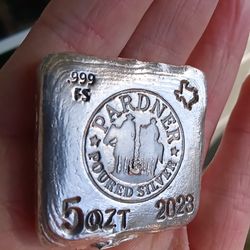 .999
FS
PARDNER
POURED SILVER
5 OZT 2023